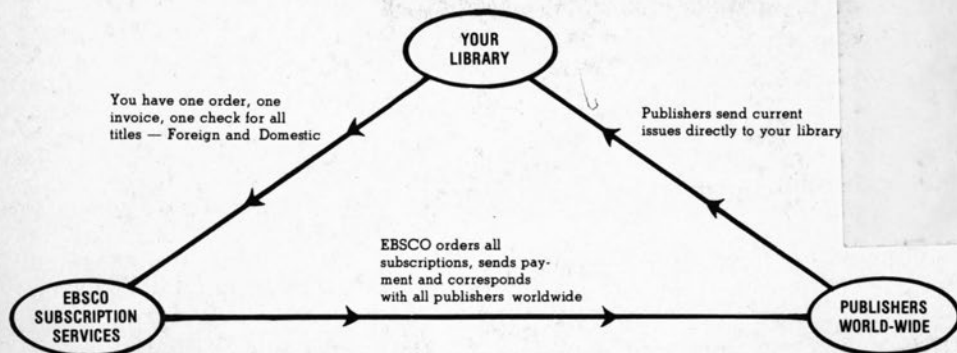 YOUR
LIBRARY
You have one order, one
invoice, one check for all
titles — Foreign and Domestic
Publishers send current
issues directly to your library
EBSCO orders all
subscriptions, sends pay-
ment and corresponds
with all publishers worldwide
EBSCO
SUBSCRIPTION
SERVICES
PUBLISHERS
WORLD-WIDE